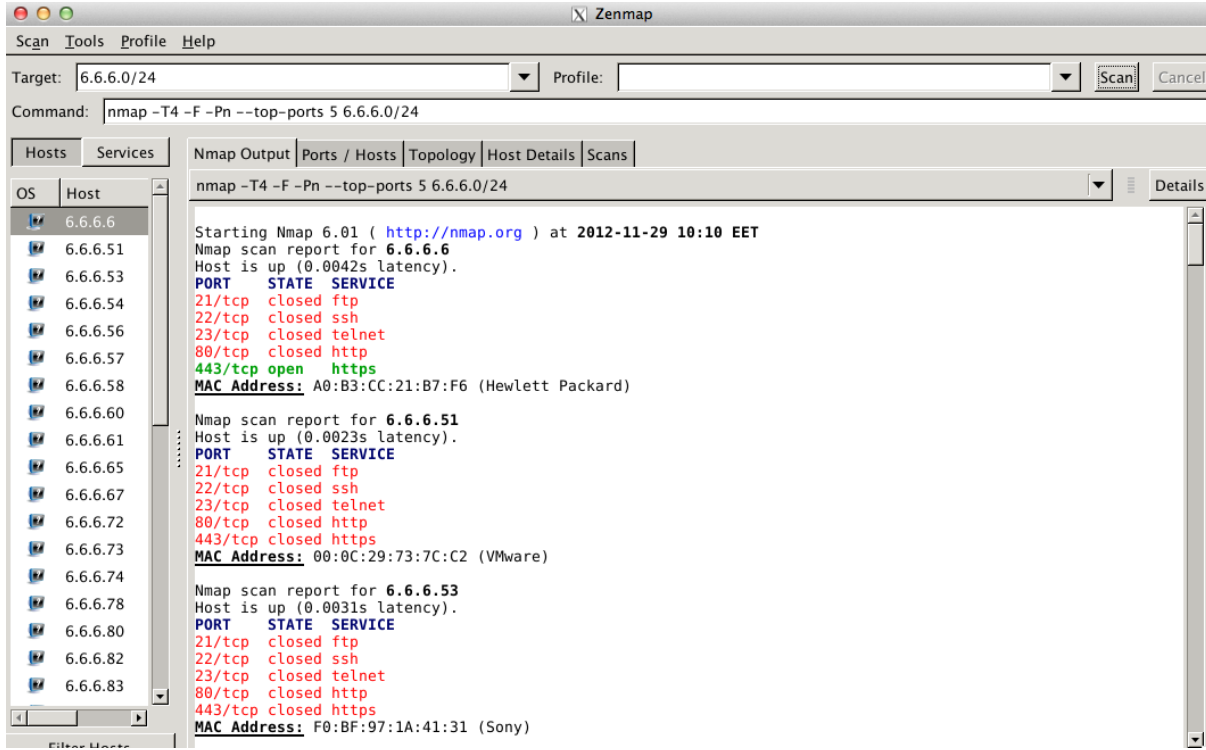 Zenmap
Scan Tools Profile Help
Target: 6.6.6.0/24 Profile: Scan Cancel
Command: nmap -T4 -F -Pn --top-ports 5 6.6.6.0/24
Hosts Services
OS Host
6.6.6.6
6.6.6.51
6.6.6.53
6.6.6.54
6.6.6.56
6.6.6.57
6.6.6.58
6.6.6.60
6.6.6.61
6.6.6.65
6.6.6.67
6.6.6.72
6.6.6.73
6.6.6.74
6.6.6.78
6.6.6.80
6.6.6.82
6.6.6.83
Filter Hosts
Nmap Output Ports / Hosts Topology Host Details Scans
nmap -T4 -F -Pn --top-ports 5 6.6.6.0/24 Details
Starting Nmap 6.01 ( http://nmap.org ) at 2012-11-29 10:10 EET
Nmap scan report for 6.6.6.6
Host is up (0.0042s latency).
PORT STATE SERVICE
21/tcp closed ftp
22/tcp closed ssh
23/tcp closed telnet
80/tcp closed http
443/tcp open https
MAC Address: A0:B3:CC:21:B7:F6 (Hewlett Packard)
Nmap scan report for 6.6.6.51
Host is up (0.0023s latency).
PORT STATE SERVICE
21/tcp closed ftp
22/tcp closed ssh
23/tcp closed telnet
80/tcp closed http
443/tcp closed https
MAC Address: 00:0C:29:73:7C:C2 (VMware)
Nmap scan report for 6.6.6.53
Host is up (0.0031s latency).
PORT STATE SERVICE
21/tcp closed ftp
22/tcp closed ssh
23/tcp closed telnet
80/tcp closed http
443/tcp closed https
MAC Address: F0:BF:97:1A:41:31 (Sony)